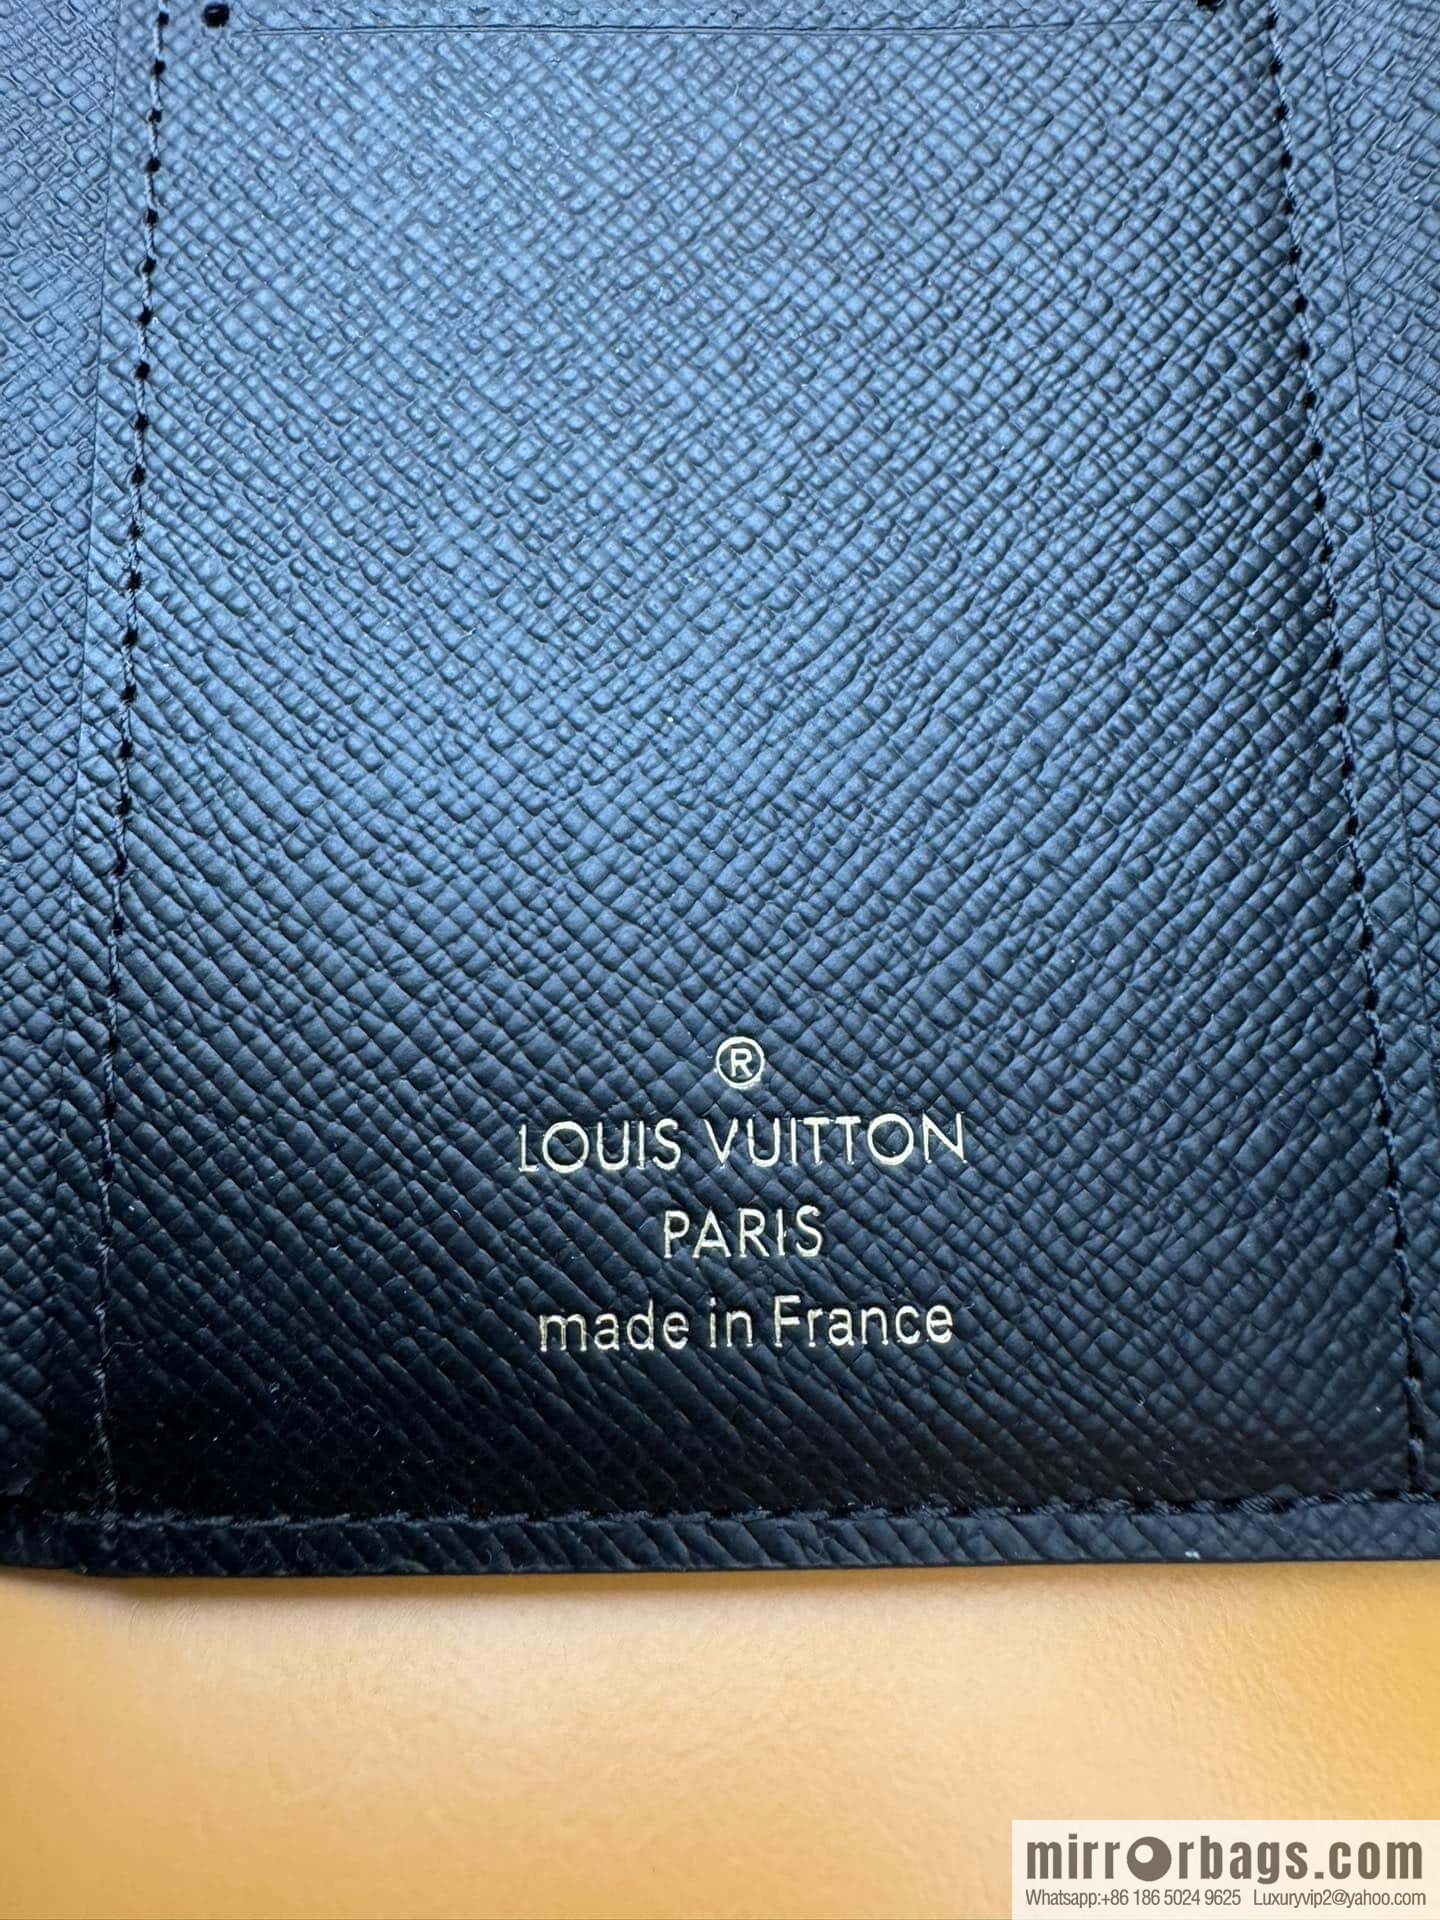 ®
LOUIS VUITTON
PARIS
made in France
mirrorbags.com
Whatsapp:+86 186 5024 9625 Luxuryvip2@yahoo.com